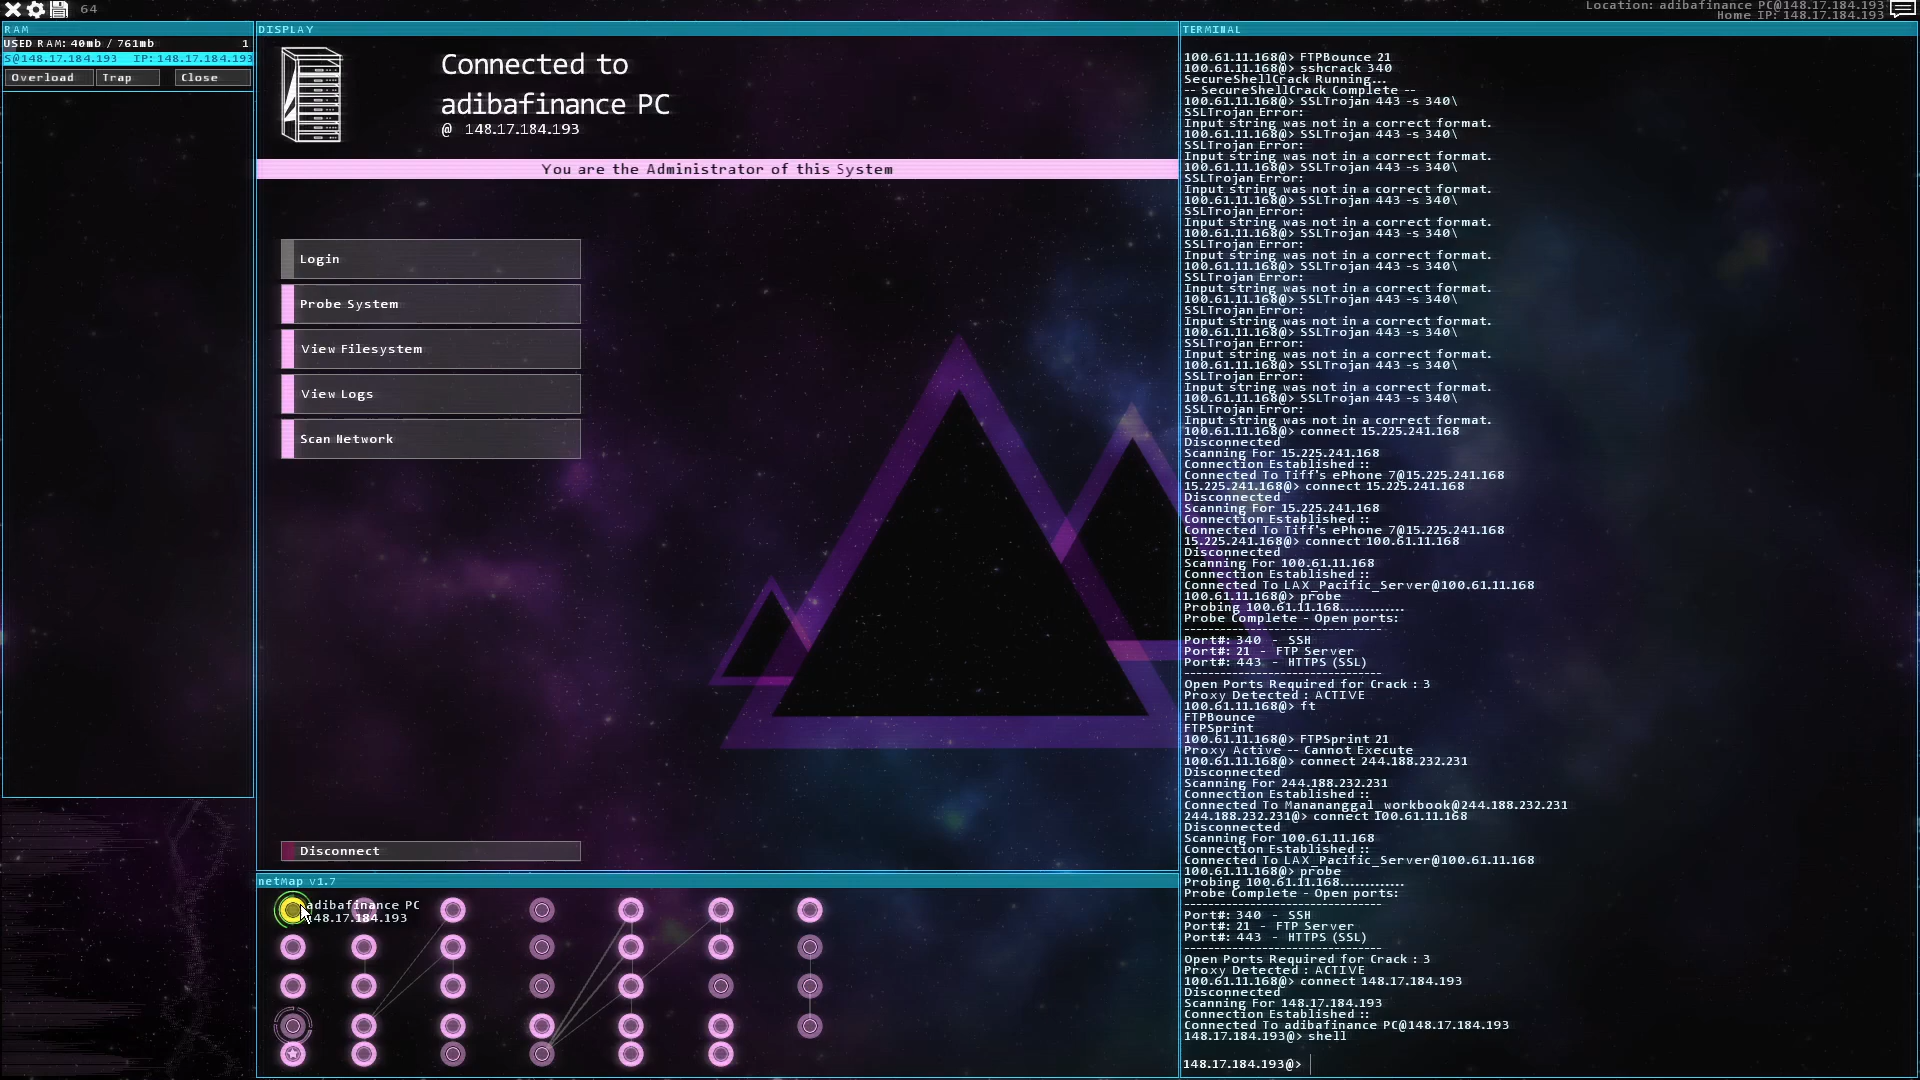 64
Location: adibafinance PC@148.17.184.193
Home IP: 148.17.184.193
RAM
USED RAM: 40mb / 761mb 1
S@148.17.184.193 IP: 148.17.184.193
Overload Trap Close
DISPLAY
Connected to
adibafinance PC
@ 148.17.184.193
You are the Administrator of this System
Login
Probe System
View Filesystem
View Logs
Scan Network
Disconnect
netMap v1.7
adibafinance PC
148.17.184.193
TERMINAL
100.61.11.168@> FTPBounce 21
100.61.11.168@> sshcrack 340
SecureShellCrack Running...
-- SecureShellCrack Complete --
100.61.11.168@> SSLTrojan 443 -s 340\
SSLTrojan Error:
Input string was not in a correct format.
100.61.11.168@> SSLTrojan 443 -s 340\
SSLTrojan Error:
Input string was not in a correct format.
100.61.11.168@> SSLTrojan 443 -s 340\
SSLTrojan Error:
Input string was not in a correct format.
100.61.11.168@> SSLTrojan 443 -s 340\
SSLTrojan Error:
Input string was not in a correct format.
100.61.11.168@> SSLTrojan 443 -s 340\
SSLTrojan Error:
Input string was not in a correct format.
100.61.11.168@> SSLTrojan 443 -s 340\
SSLTrojan Error:
Input string was not in a correct format.
100.61.11.168@> SSLTrojan 443 -s 340\
SSLTrojan Error:
Input string was not in a correct format.
100.61.11.168@> SSLTrojan 443 -s 340\
SSLTrojan Error:
Input string was not in a correct format.
100.61.11.168@> SSLTrojan 443 -s 340\
SSLTrojan Error:
Input string was not in a correct format.
100.61.11.168@> SSLTrojan 443 -s 340\
SSLTrojan Error:
Input string was not in a correct format.
100.61.11.168@> connect 15.225.241.168
Disconnected
Scanning For 15.225.241.168
Connection Established ::
Connected To Tiff's ePhone 7@15.225.241.168
15.225.241.168@> connect 15.225.241.168
Disconnected
Scanning For 15.225.241.168
Connection Established ::
Connected To Tiff's ePhone 7@15.225.241.168
15.225.241.168@> connect 100.61.11.168
Disconnected
Scanning For 100.61.11.168
Connection Established ::
Connected To LAX_Pacific_Server@100.61.11.168
100.61.11.168@> probe
Probing 100.61.11.168.............
Probe Complete - Open ports:
---------------------------------
Port#: 340 - SSH
Port#: 21 - FTP Server
Port#: 443 - HTTPS (SSL)
---------------------------------
Open Ports Required for Crack : 3
Proxy Detected : ACTIVE
100.61.11.168@> ft
FTPBounce
FTPSprint
100.61.11.168@> FTPSprint 21
Proxy Active -- Cannot Execute
100.61.11.168@> connect 244.188.232.231
Disconnected
Scanning For 244.188.232.231
Connection Established ::
Connected To Manananggal_workbook@244.188.232.231
244.188.232.231@> connect 100.61.11.168
Disconnected
Scanning For 100.61.11.168
Connection Established ::
Connected To LAX_Pacific_Server@100.61.11.168
100.61.11.168@> probe
Probing 100.61.11.168.............
Probe Complete - Open ports:
---------------------------------
Port#: 340 - SSH
Port#: 21 - FTP Server
Port#: 443 - HTTPS (SSL)
---------------------------------
Open Ports Required for Crack : 3
Proxy Detected : ACTIVE
100.61.11.168@> connect 148.17.184.193
Disconnected
Scanning For 148.17.184.193
Connection Established ::
Connected To adibafinance PC@148.17.184.193
148.17.184.193@> shell
148.17.184.193@>